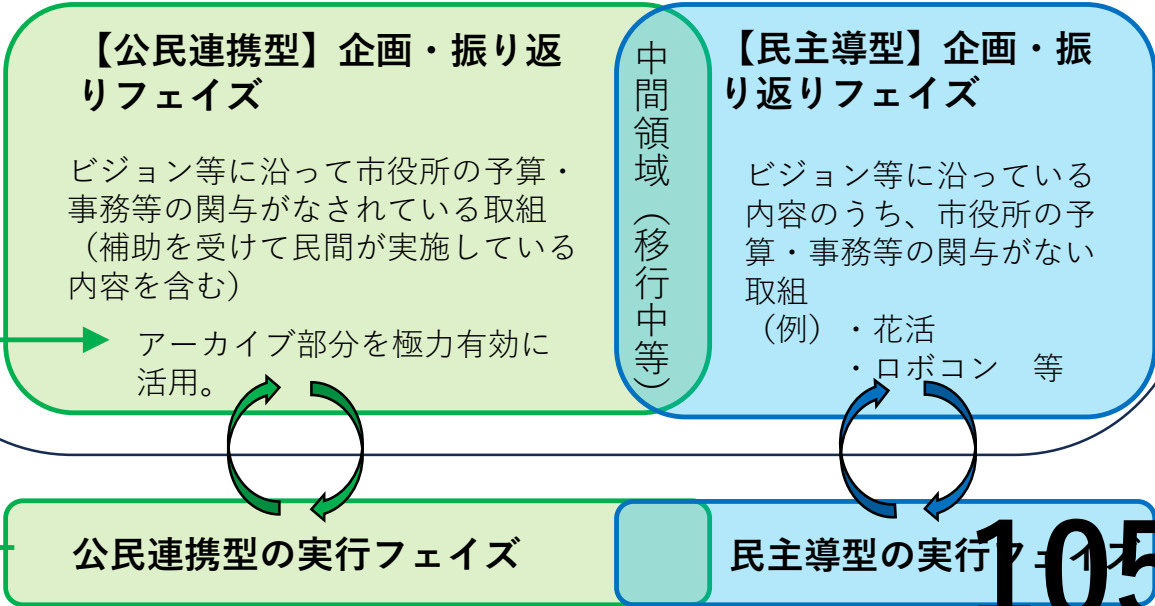 【公民連携型】企画・振り返
りフェイズ
ビジョン等に沿って市役所の予算・
事務等の関与がなされている取組
（補助を受けて民間が実施している
内容を含む）
アーカイブ部分を極力有効に
活用。
中間領域（移行中等）
【民主導型】企画・振
り返りフェイズ
ビジョン等に沿っている
内容のうち、市役所の予
算・事務等の関与がない
取組
（例）・花活
・ロボコン　等
公民連携型の実行フェイズ
民主導型の実行フェイズ
105